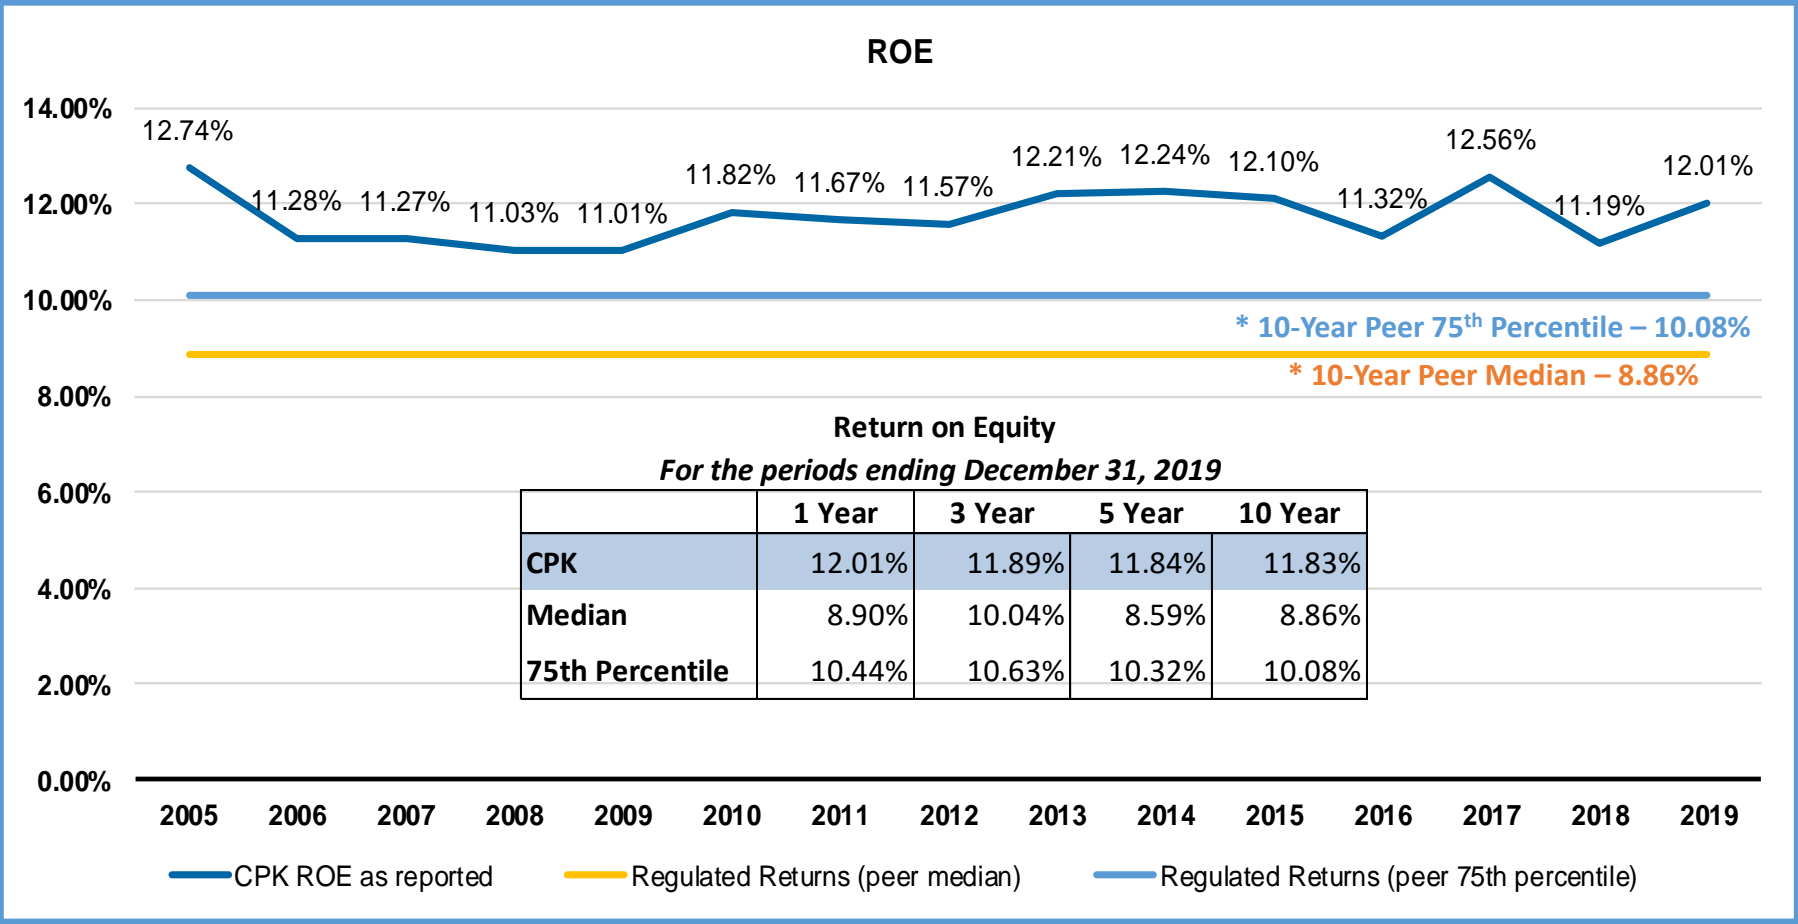 ROE
14.00%
12.00%
10.00%
8.00%
6.00%
4.00%
2.00%
0.00%
12.74%
11.28%
11.27%
11.03%
11.01%
11.82%
11.67%
11.57%
12.21%
12.24%
12.10%
11.32%
12.56%
11.19%
12.01%
* 10-Year Peer 75th Percentile – 10.08%
* 10-Year Peer Median – 8.86%
Return on Equity
For the periods ending December 31, 2019
1 Year 3 Year 5 Year 10 Year
CPK 12.01% 11.89% 11.84% 11.83%
Median 8.90% 10.04% 8.59% 8.86%
75th Percentile 10.44% 10.63% 10.32% 10.08%
2005 2006 2007 2008 2009 2010 2011 2012 2013 2014 2015 2016 2017 2018 2019
CPK ROE as reported Regulated Returns (peer median) Regulated Returns (peer 75th percentile)